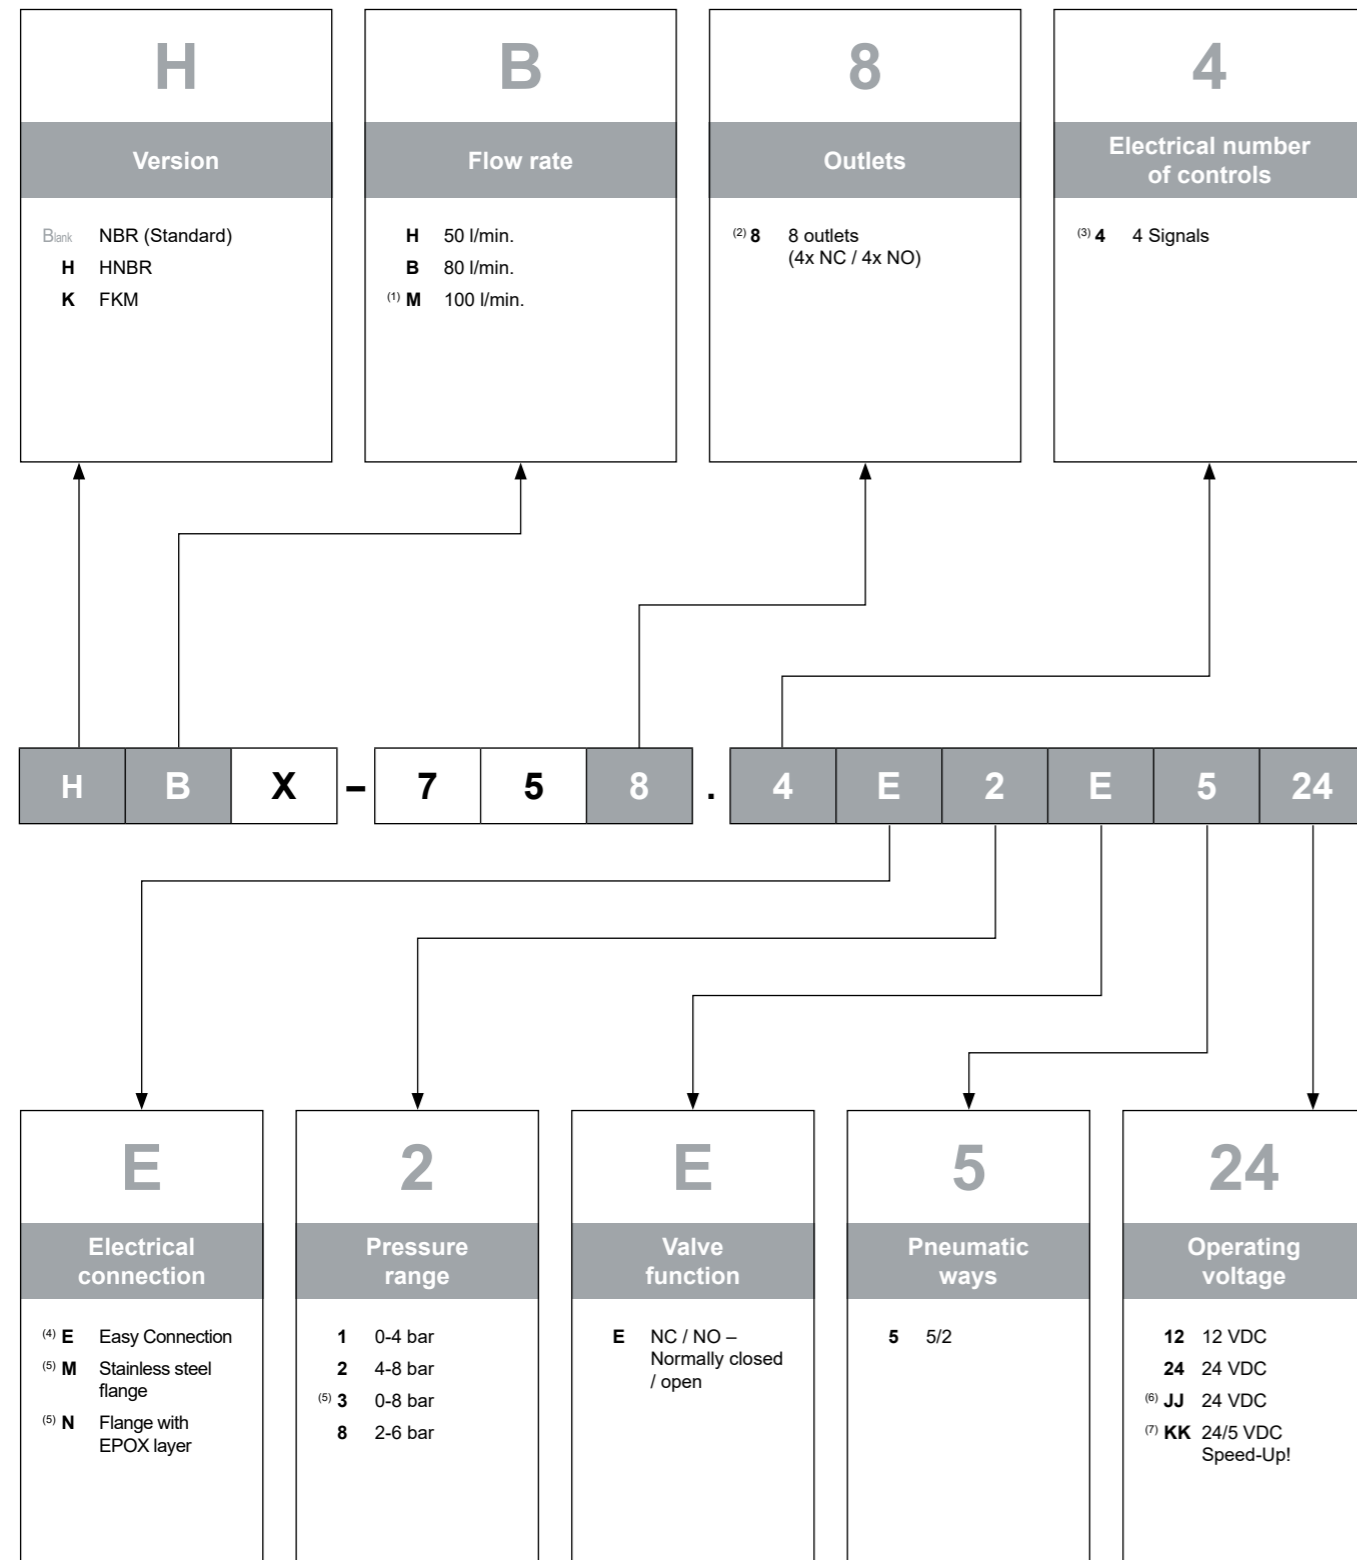 H
Version
Blank NBR (Standard)
H HNBR
K FKM
B
Flow rate
H 50 l/min.
B 80 l/min.
(1) M 100 l/min.
8
Outlets
(2) 8 8 outlets
(4x NC / 4x NO)
4
Electrical number
of controls
(3) 4 4 Signals
H B X – 7 5 8 . 4 E 2 E 5 24
E
Electrical
connection
(4) E Easy Connection
(5) M Stainless steel
flange
(5) N Flange with
EPOX layer
2
Pressure
range
1 0-4 bar
2 4-8 bar
(5) 3 0-8 bar
8 2-6 bar
E
Valve
function
E NC / NO –
Normally closed
/ open
5
Pneumatic
ways
5 5/2
24
Operating
voltage
12 12 VDC
24 24 VDC
(6) JJ 24 VDC
(7) KK 24/5 VDC
Speed-Up!